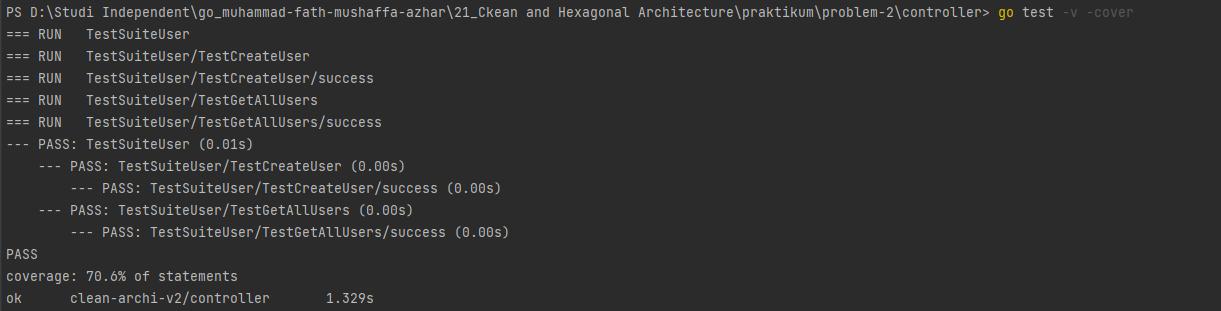 PS D:\Studi Independent\go_muhammad-fath-mushaffa-azhar\21_Ckean and Hexagonal Architecture\praktikum\problem-2\controller> go test -v -cover
=== RUN   TestSuiteUser
=== RUN   TestSuiteUser/TestCreateUser
=== RUN   TestSuiteUser/TestCreateUser/success
=== RUN   TestSuiteUser/TestGetAllUsers
=== RUN   TestSuiteUser/TestGetAllUsers/success
--- PASS: TestSuiteUser (0.01s)
    --- PASS: TestSuiteUser/TestCreateUser (0.00s)
        --- PASS: TestSuiteUser/TestCreateUser/success (0.00s)
    --- PASS: TestSuiteUser/TestGetAllUsers (0.00s)
        --- PASS: TestSuiteUser/TestGetAllUsers/success (0.00s)
PASS
coverage: 70.6% of statements
ok      clean-archi-v2/controller       1.329s